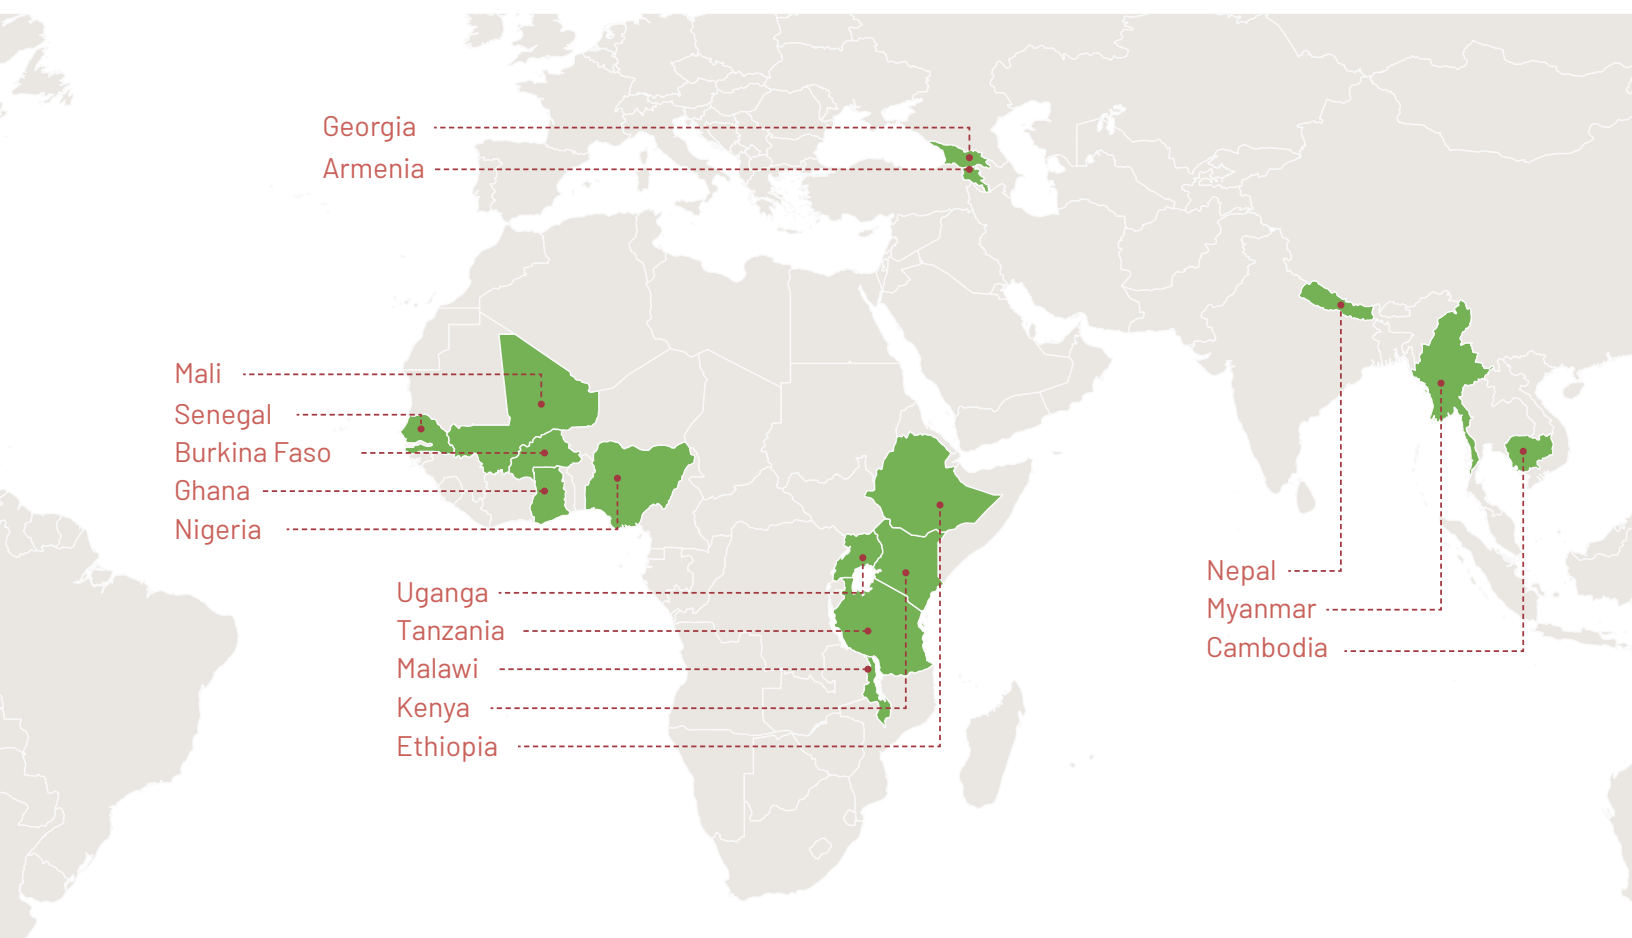 Georgia
Armenia
Mali
Senegal
Burkina Faso
Ghana
Nigeria
Uganga
Tanzania
Malawi
Kenya
Ethiopia
Nepal
Myanmar
Cambodia